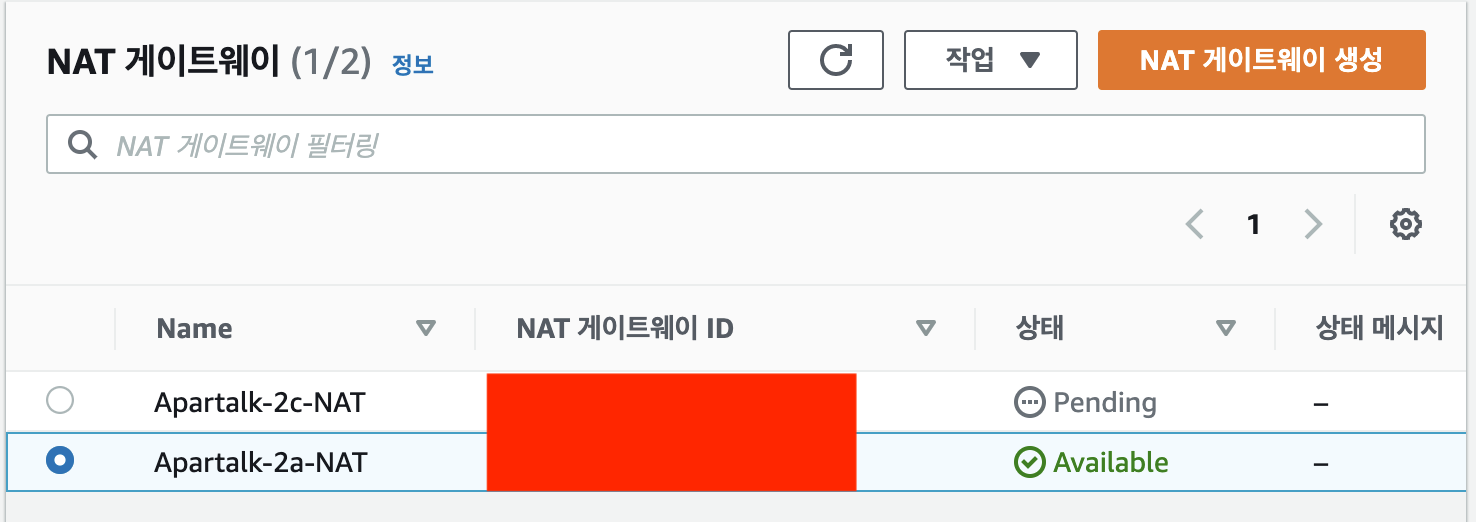 NAT 게이트웨이 (1/2) 정보 작업 NAT 게이트웨이 생성
NAT 게이트웨이 필터링
1
Name NAT 게이트웨이 ID 상태 상태 메시지
Apartalk-2c-NAT Pending –
Apartalk-2a-NAT Available –